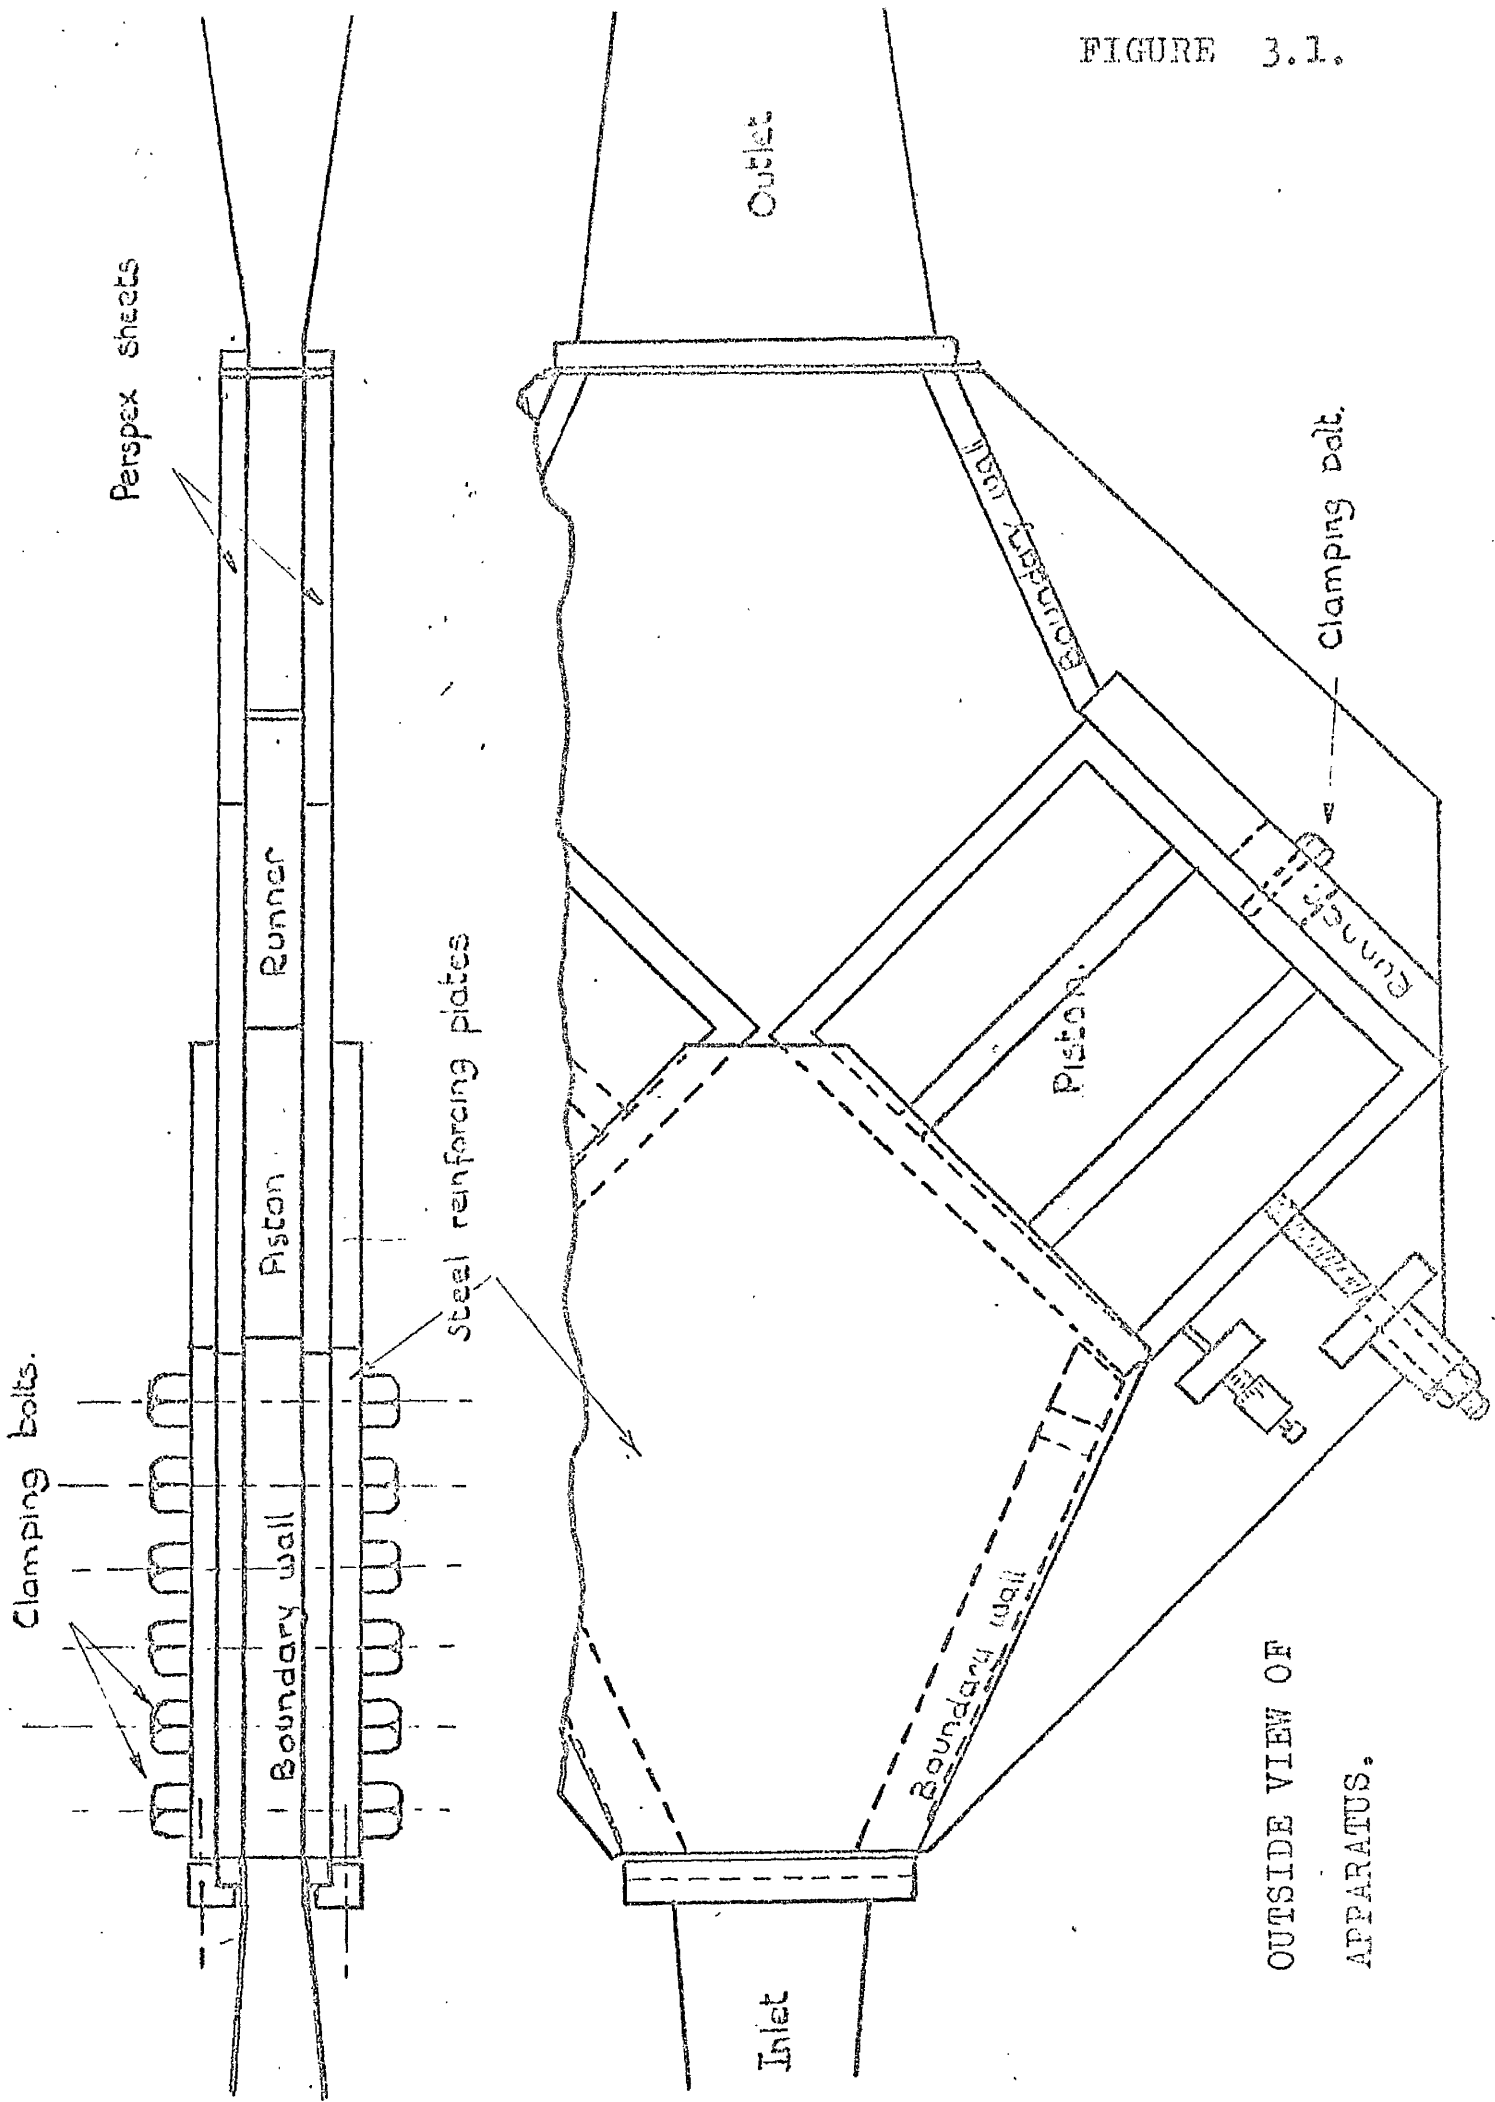 FIGURE 3.1.
Clamping bolts.
Perspex sheets
Boundary wall
Piston
Runner
Steel reinforcing plates
Inlet
Outlet
Boundary wall
Boundary wall
Piston.
Runner.
Clamping bolt.
OUTSIDE VIEW OF
APPARATUS.